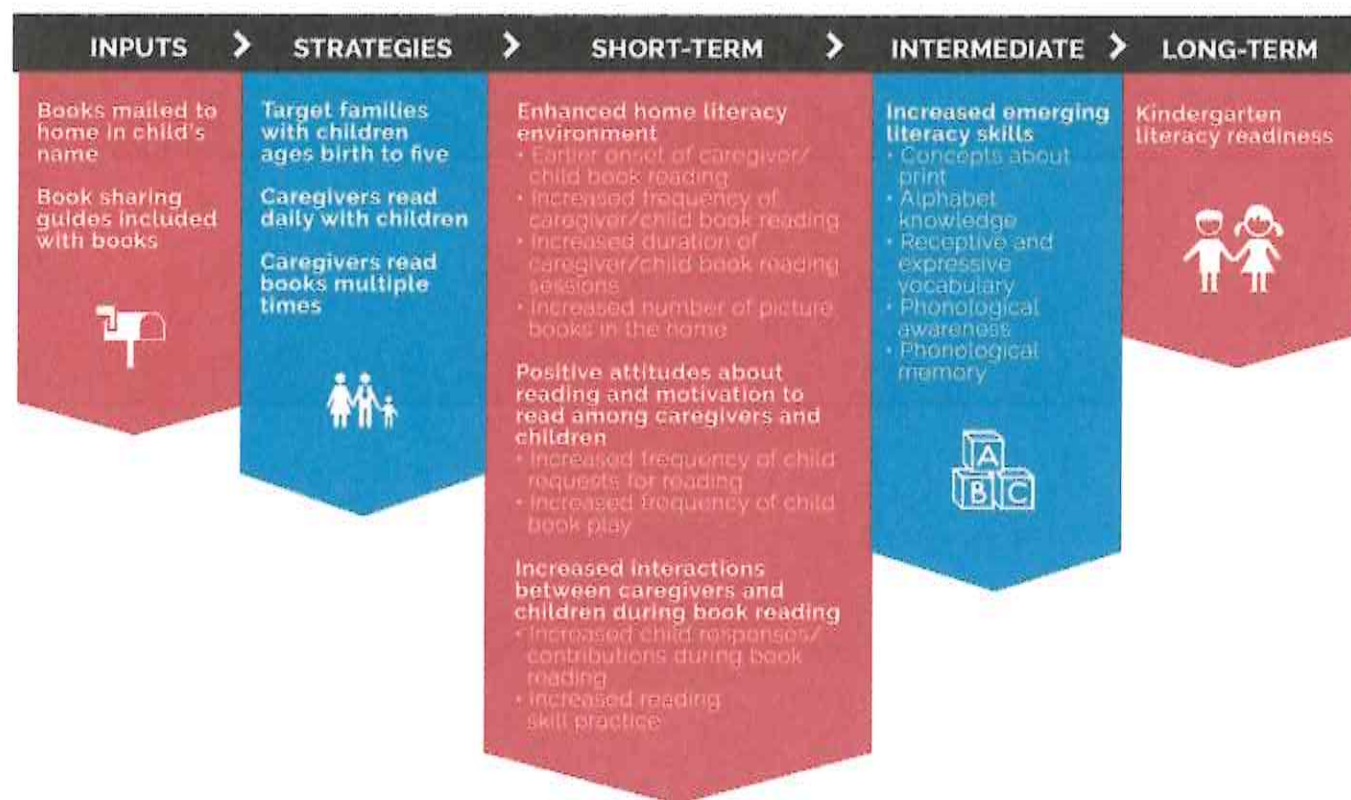 INPUTS > STRATEGIES > SHORT-TERM > INTERMEDIATE > LONG-TERM
Books mailed to
home in child's
name
Book sharing
guides included
with books
Target families
with children
ages birth to five
Caregivers read
daily with children
Caregivers read
books multiple
times
Enhanced home literacy
environment
• Earlier onset of caregiver/
child book reading
• Increased frequency of
caregiver/child book reading
• Increased duration of
caregiver/child book reading
sessions
• Increased number of picture
books in the home
Positive attitudes about
reading and motivation to
read among caregivers and
children
• Increased frequency of child
requests for reading
• Increased frequency of child
book play
Increased interactions
between caregivers and
children during book reading
• Increased child responses/
contributions during book
reading
• Increased reading
skill practice
Increased emerging
literacy skills
• Concepts about
print
• Alphabet
knowledge
• Receptive and
expressive
vocabulary
• Phonological
awareness
• Phonological
memory
A
B C
Kindergarten
literacy readiness